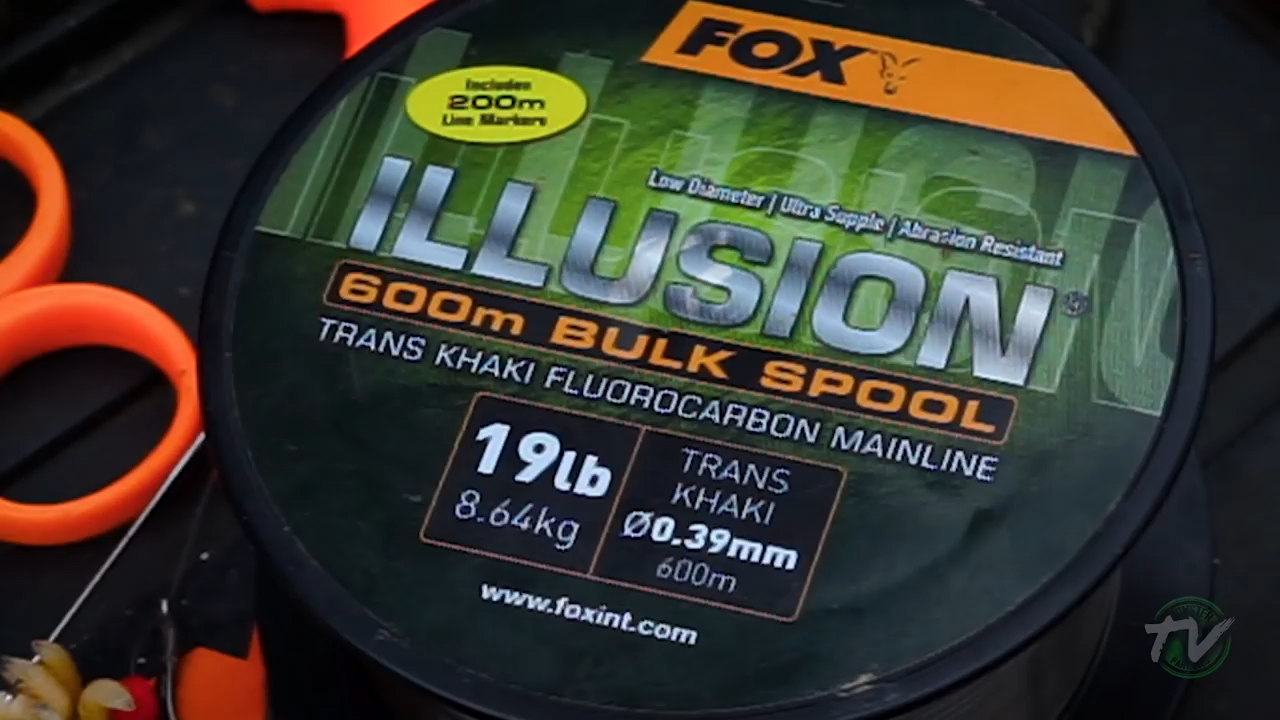 FOX
Includes
200m
Line Markers
Low Diameter | Ultra Supple | Abrasion Resistant
ILLUSION®
600m BULK SPOOL
TRANS KHAKI FLUOROCARBON MAINLINE
19lb
8.64kg
TRANS
KHAKI
Ø0.39mm
600m
www.foxint.com
TV